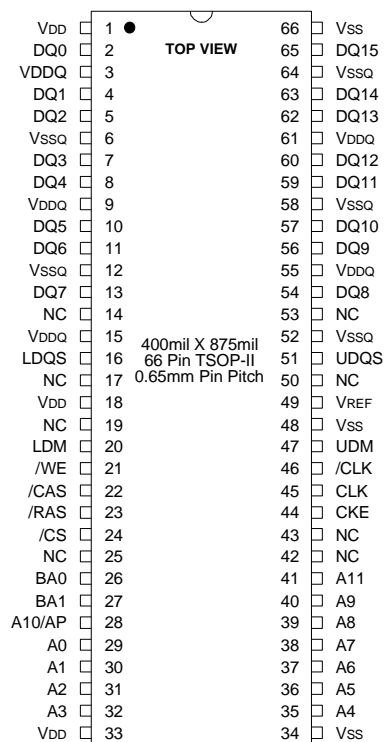 VDD 1 66 VSS
DQ0 2 TOP VIEW 65 DQ15
VDDQ 3 64 VSSQ
DQ1 4 63 DQ14
DQ2 5 62 DQ13
VSSQ 6 61 VDDQ
DQ3 7 60 DQ12
DQ4 8 59 DQ11
VDDQ 9 58 VSSQ
DQ5 10 57 DQ10
DQ6 11 56 DQ9
VSSQ 12 55 VDDQ
DQ7 13 54 DQ8
NC 14 53 NC
VDDQ 15 400mil X 875mil 52 VSSQ
LDQS 16 66 Pin TSOP-II 51 UDQS
NC 17 0.65mm Pin Pitch 50 NC
VDD 18 49 VREF
NC 19 48 VSS
LDM 20 47 UDM
/WE 21 46 /CLK
/CAS 22 45 CLK
/RAS 23 44 CKE
/CS 24 43 NC
NC 25 42 NC
BA0 26 41 A11
BA1 27 40 A9
A10/AP 28 39 A8
A0 29 38 A7
A1 30 37 A6
A2 31 36 A5
A3 32 35 A4
VDD 33 34 VSS